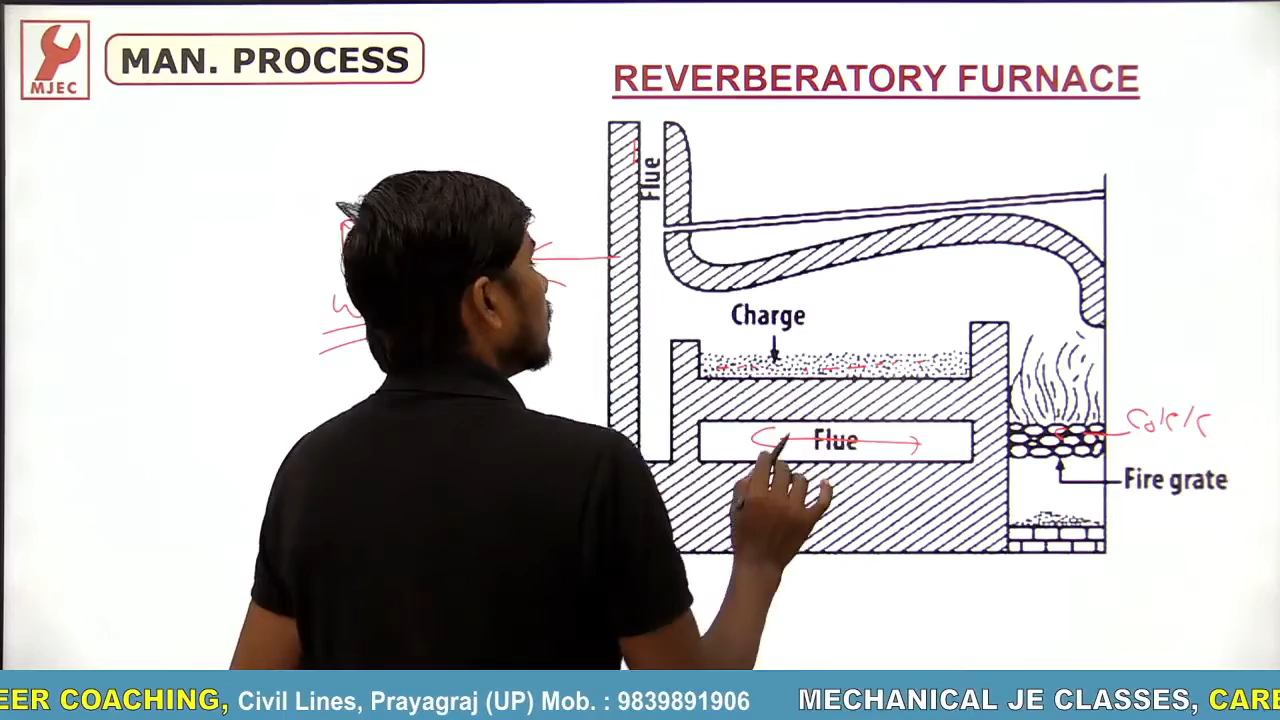 MJEC
MAN. PROCESS
REVERBERATORY FURNACE
Flue
Charge
Flue
Fire grate
EER COACHING, Civil Lines, Prayagraj (UP) Mob. : 9839891906 MECHANICAL JE CLASSES, CARE